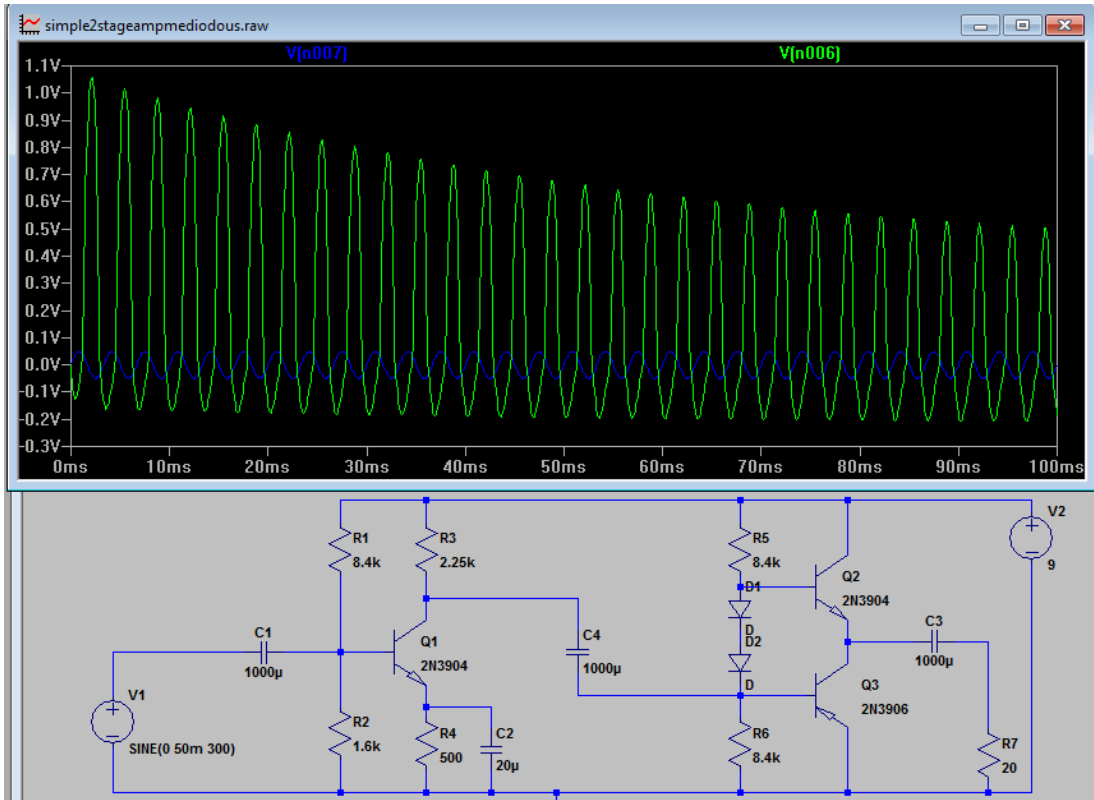 simple2stageampmediodous.raw
V(n007) V(n006)
1.1V
1.0V
0.9V
0.8V
0.7V
0.6V
0.5V
0.4V
0.3V
0.2V
0.1V
0.0V
-0.1V
-0.2V
-0.3V
0ms 10ms 20ms 30ms 40ms 50ms 60ms 70ms 80ms 90ms 100ms
V1
SINE(0 50m 300)
C1
1000µ
R1
8.4k
R2
1.6k
R3
2.25k
Q1
2N3904
R4
500
C2
20µ
C4
1000µ
R5
8.4k
D1
D
D2
D
R6
8.4k
Q2
2N3904
Q3
2N3906
C3
1000µ
R7
20
V2
9